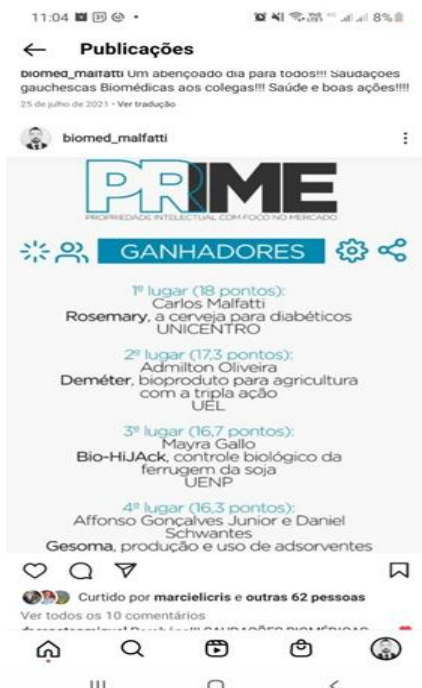 11:04
8%
Publicações
biomed_malfatti Um abençoado dia para todos!!! Saudações
gauchescas Biomédicas aos colegas!!! Saúde e boas ações!!!!
25 de julho de 2021 • Ver tradução
biomed_malfatti
PRIME
PROPRIEDADE INTELECTUAL COM FOCO NO MERCADO
GANHADORES
1º lugar (18 pontos):
Carlos Malfatti
Rosemary, a cerveja para diabéticos
UNICENTRO
2º lugar (17,3 pontos):
Admilton Oliveira
Deméter, bioproduto para agricultura
com a tripla ação
UEL
3º lugar (16,7 pontos):
Mayra Gallo
Bio-HiJAck, controle biológico da
ferrugem da soja
UENP
4º lugar (16,3 pontos):
Affonso Gonçalves Junior e Daniel
Schwantes
Gesoma, produção e uso de adsorventes
Curtido por marcielicris e outras 62 pessoas
Ver todos os 10 comentários
SAUDAÇÕES BIOMÉDICAS